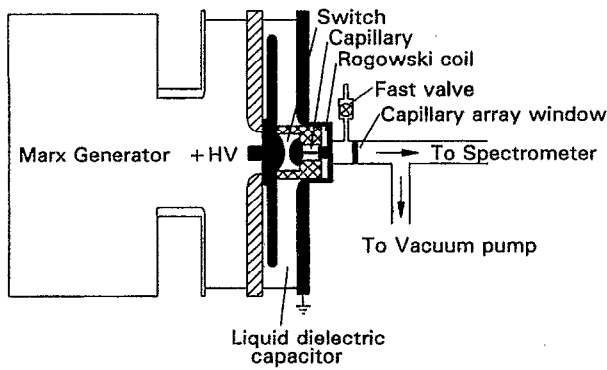 Switch
Capillary
Rogowski coil
Fast valve
Capillary array window
Marx Generator
+HV
To Spectrometer
To Vacuum pump
Liquid dielectric
capacitor